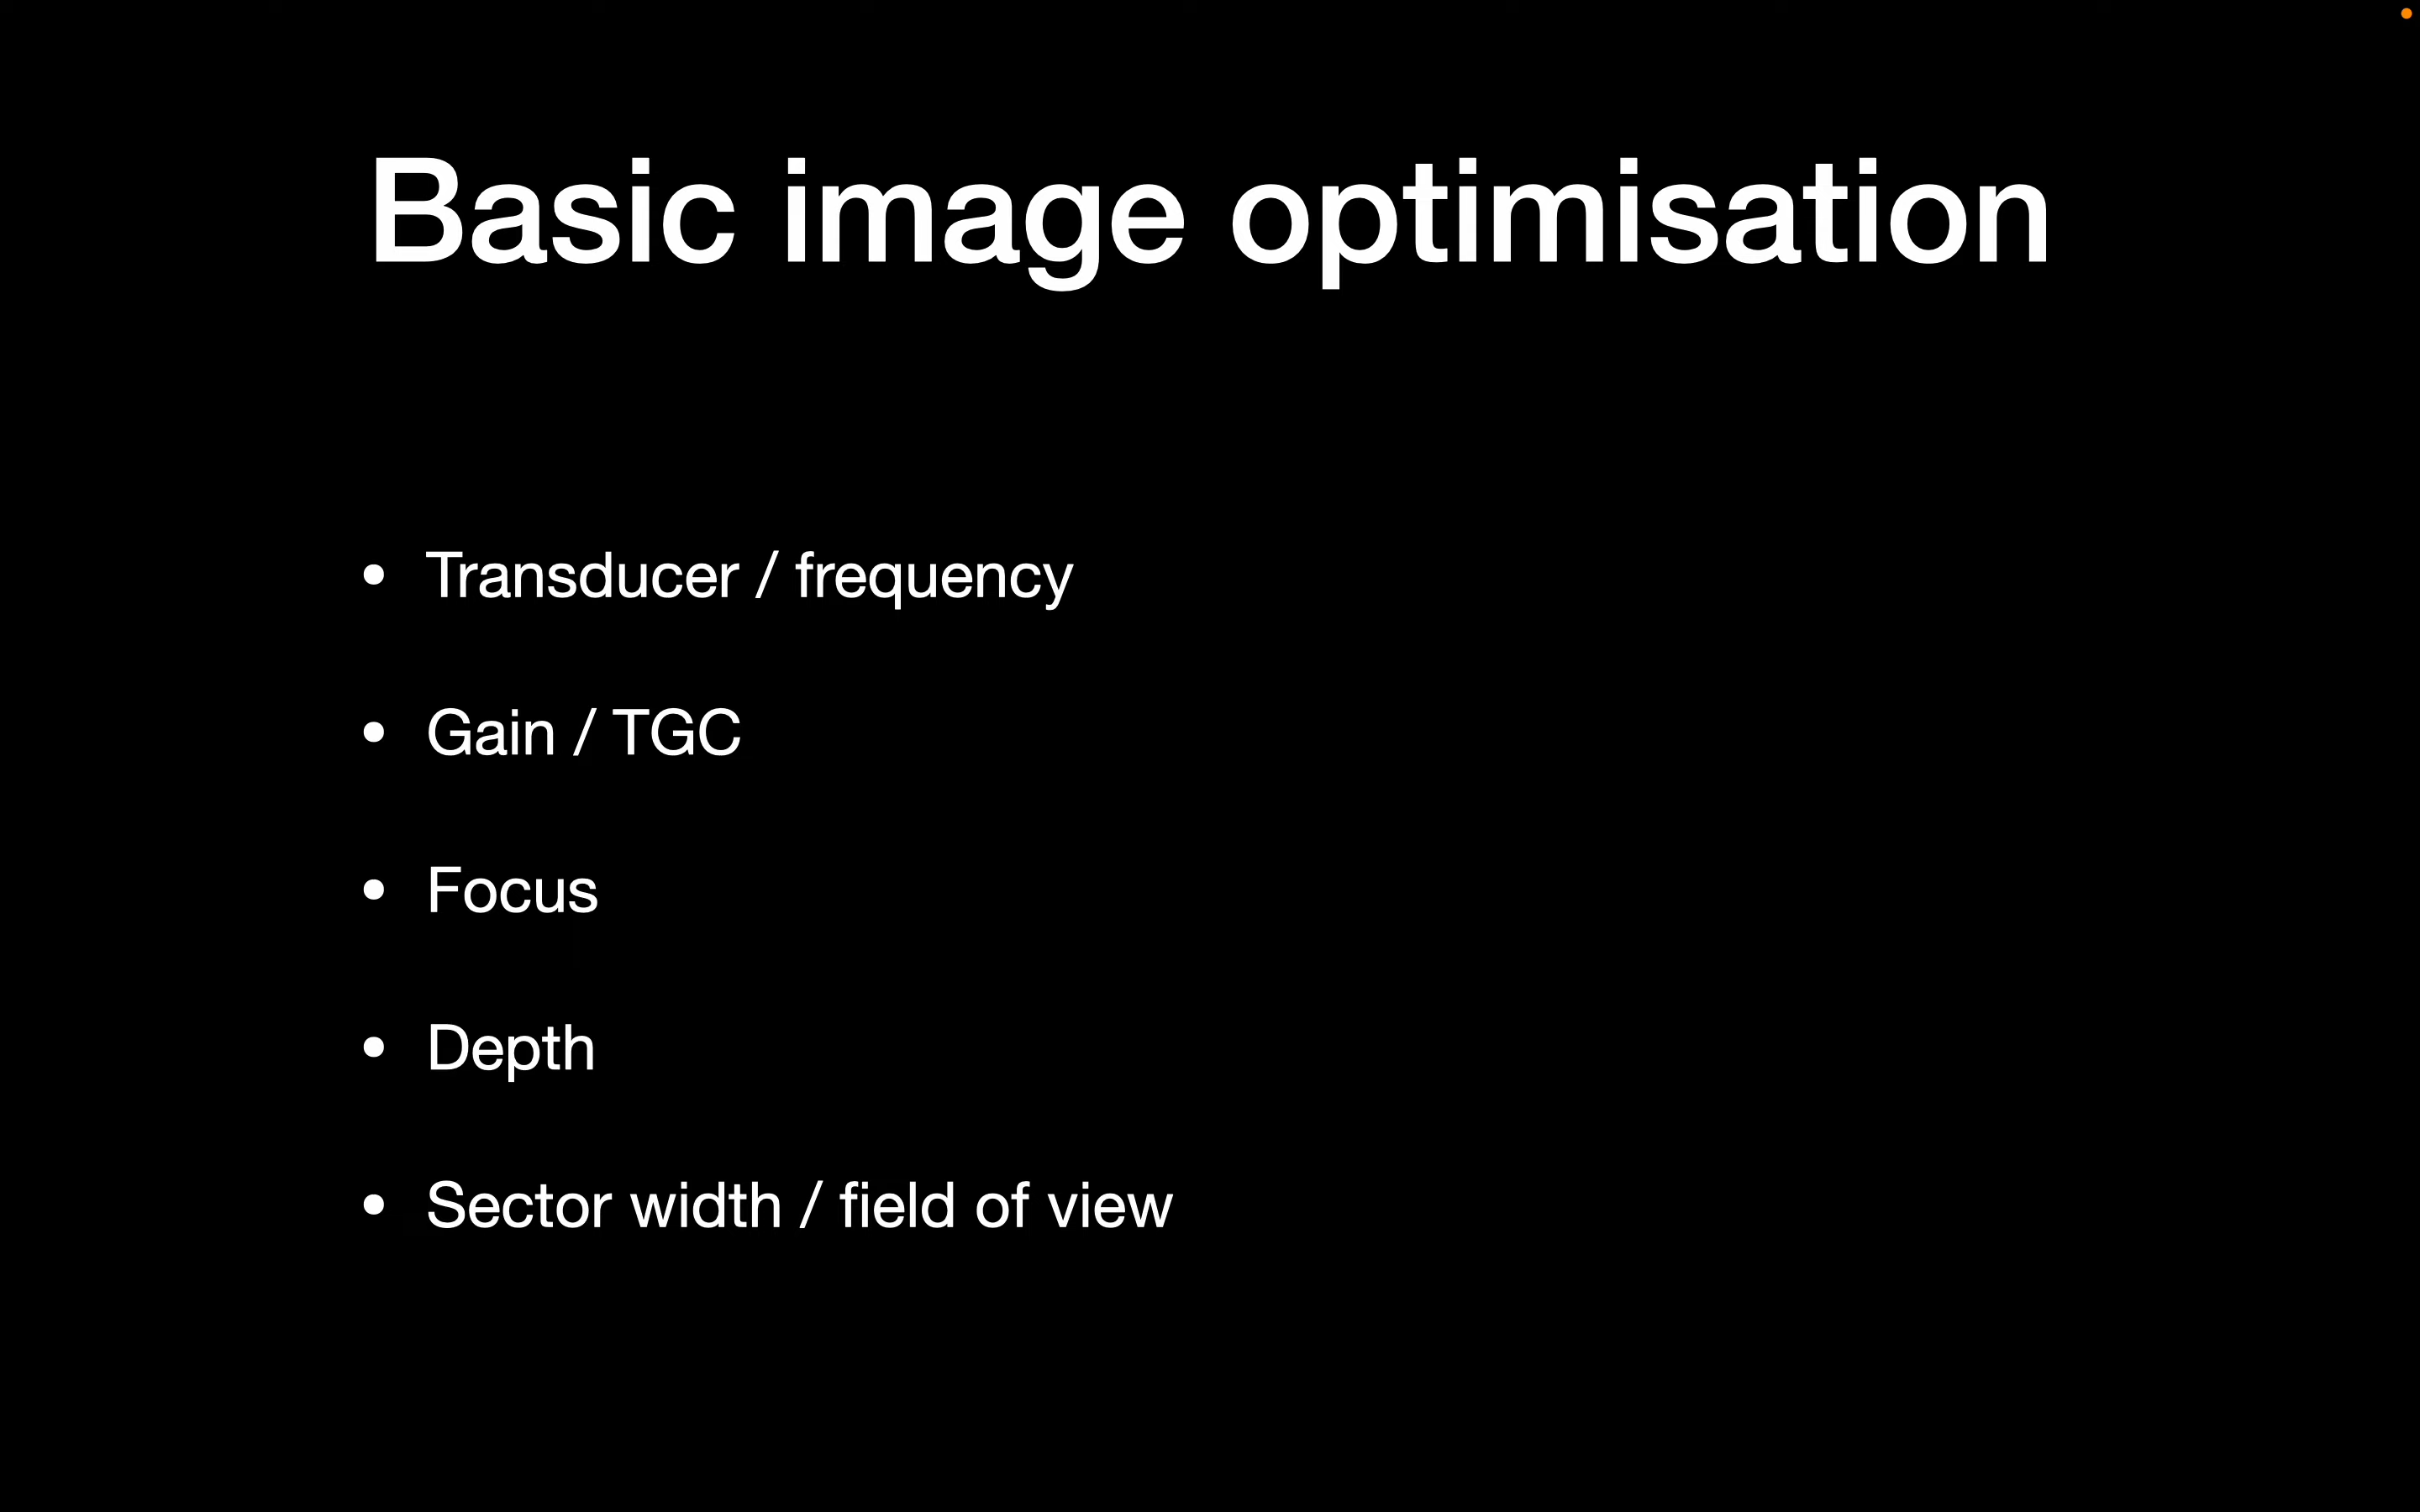 Basic image optimisation
• Transducer / frequency
• Gain / TGC
• Focus
• Depth
• Sector width / field of view